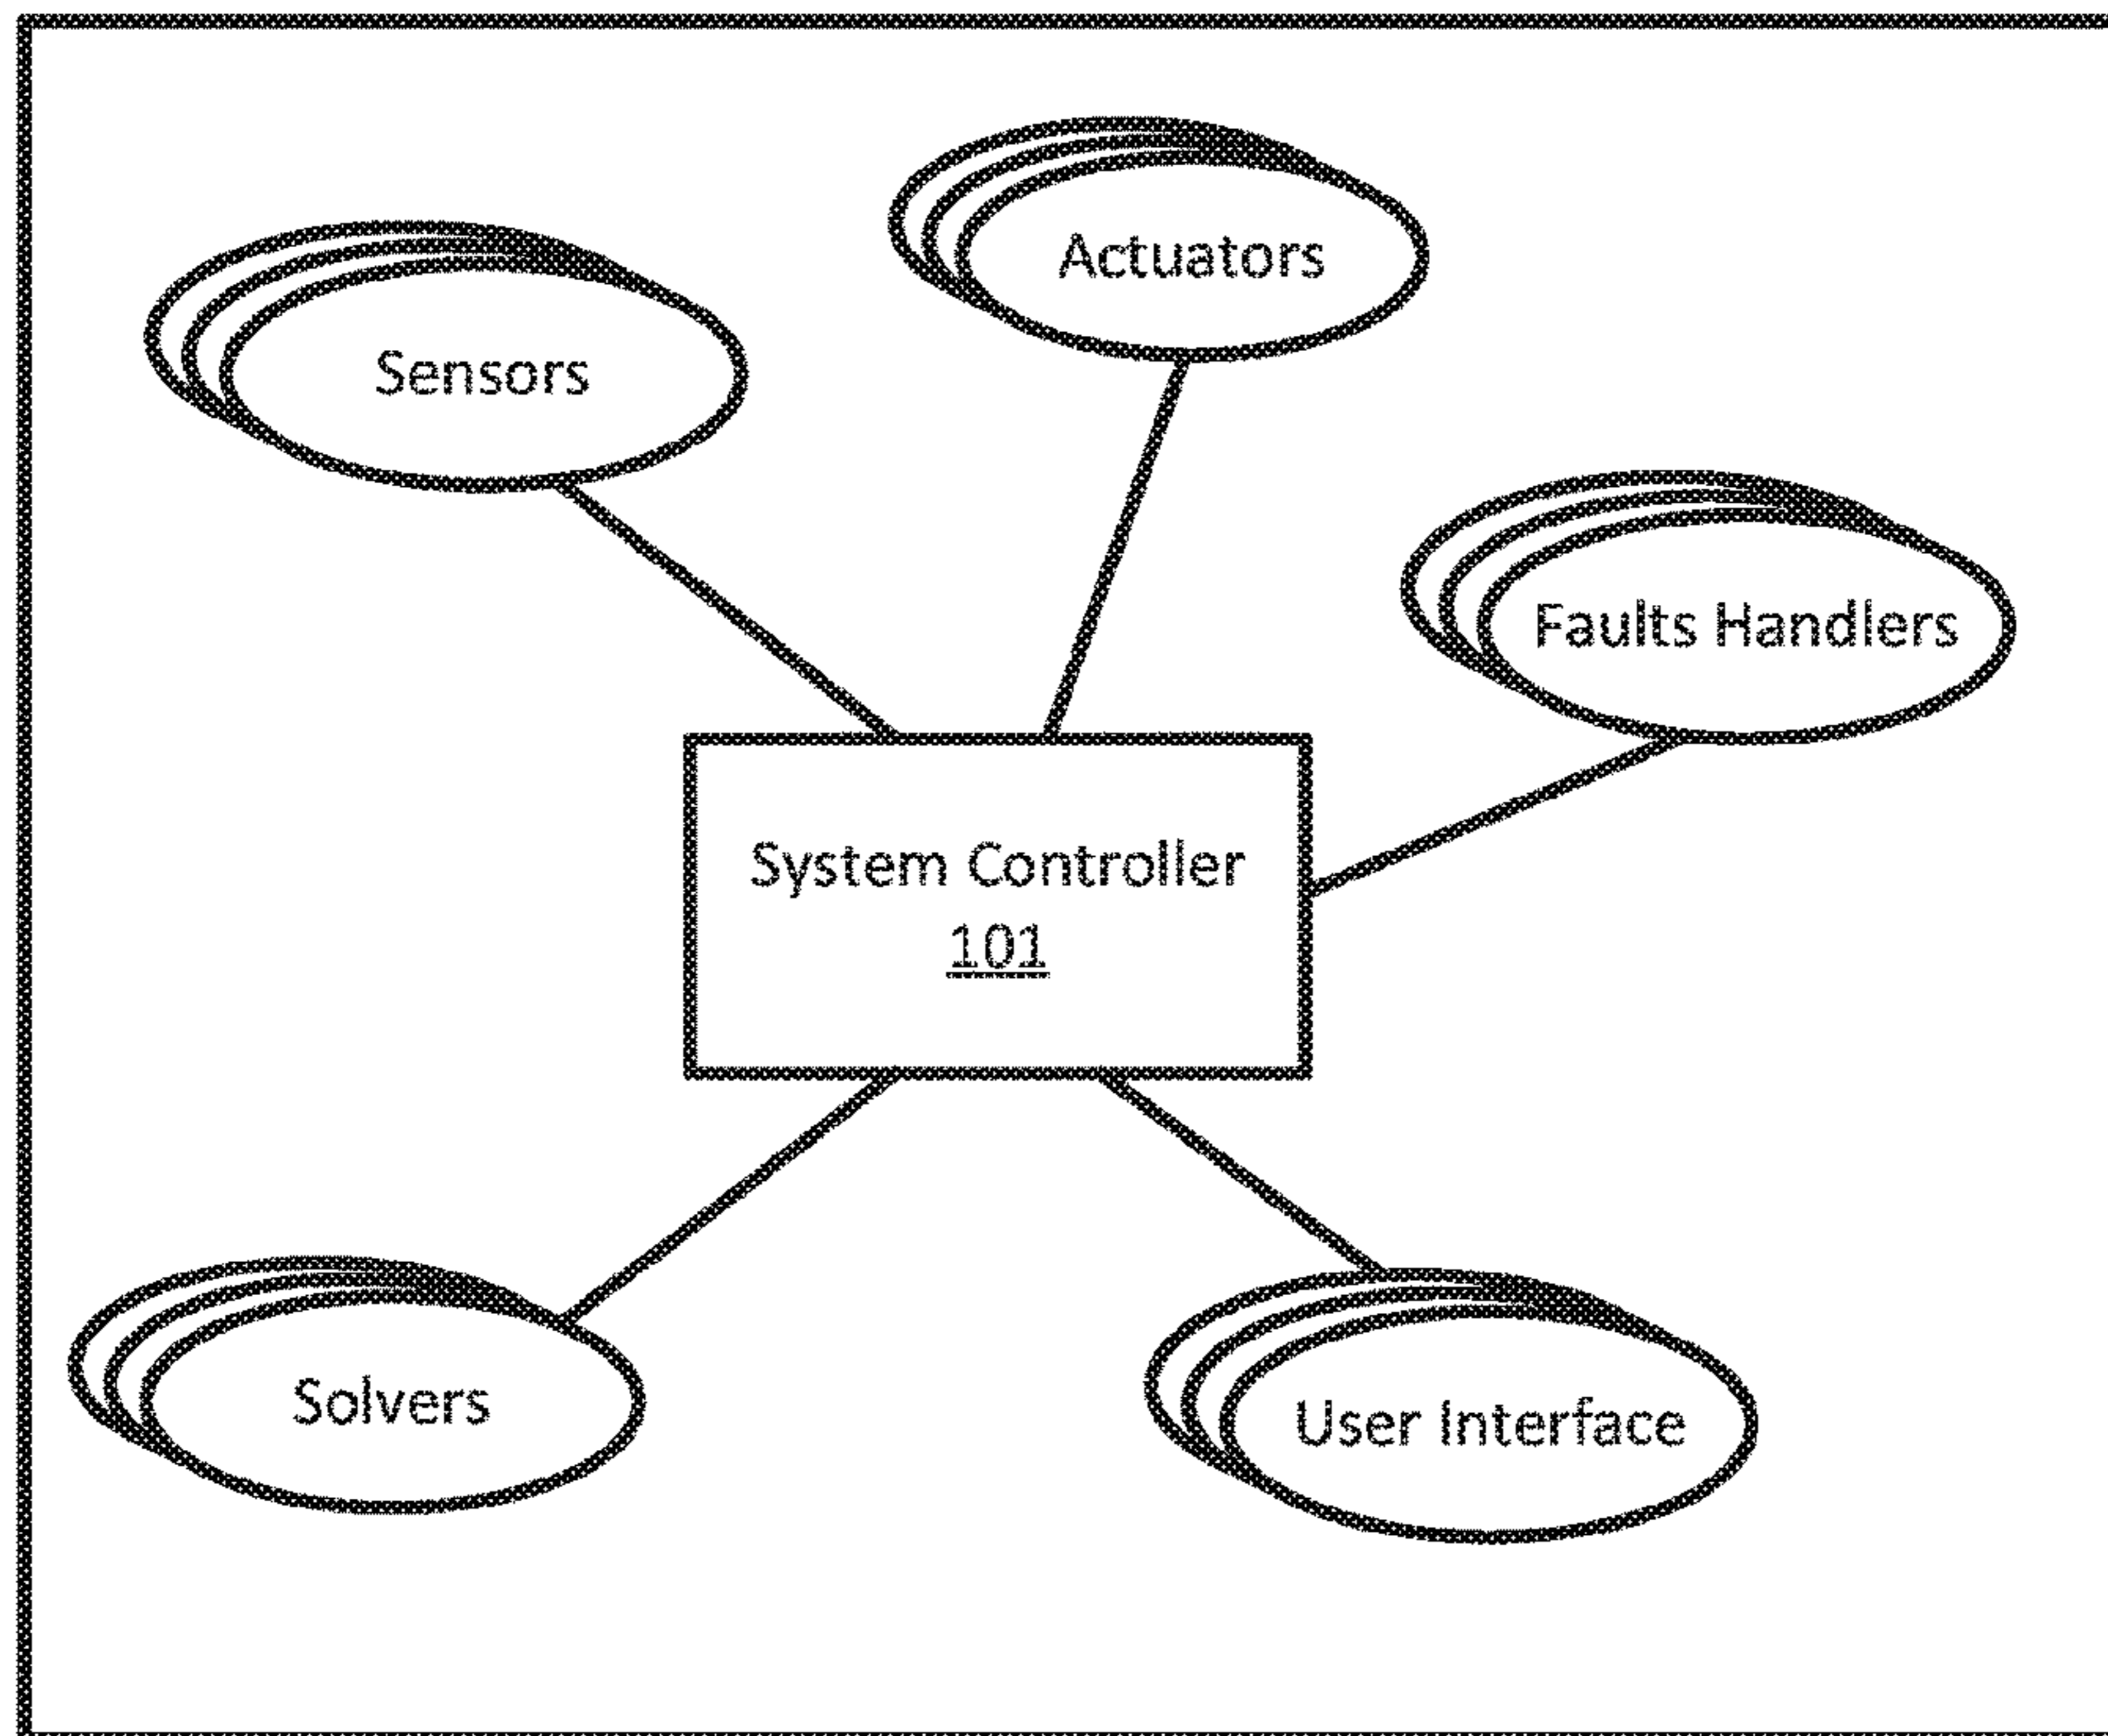 Actuators
Sensors
Faults Handlers
System Controller
101
Solvers
User Interface